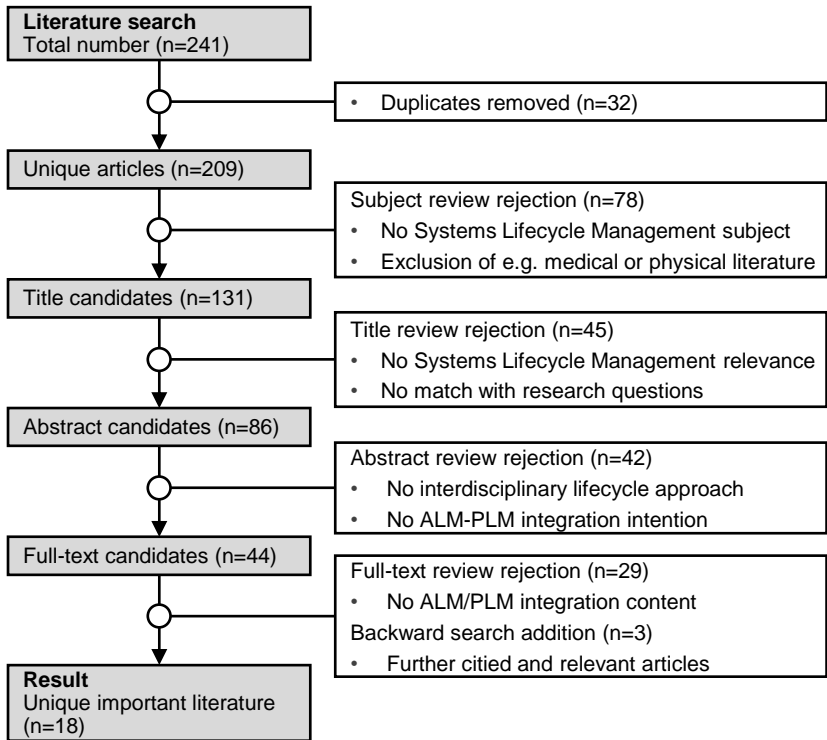 Literature search
Total number (n=241)
• Duplicates removed (n=32)
Unique articles (n=209)
Subject review rejection (n=78)
• No Systems Lifecycle Management subject
• Exclusion of e.g. medical or physical literature
Title candidates (n=131)
Title review rejection (n=45)
• No Systems Lifecycle Management relevance
• No match with research questions
Abstract candidates (n=86)
Abstract review rejection (n=42)
• No interdisciplinary lifecycle approach
• No ALM-PLM integration intention
Full-text candidates (n=44)
Full-text review rejection (n=29)
• No ALM/PLM integration content
Backward search addition (n=3)
• Further citied and relevant articles
Result
Unique important literature
(n=18)